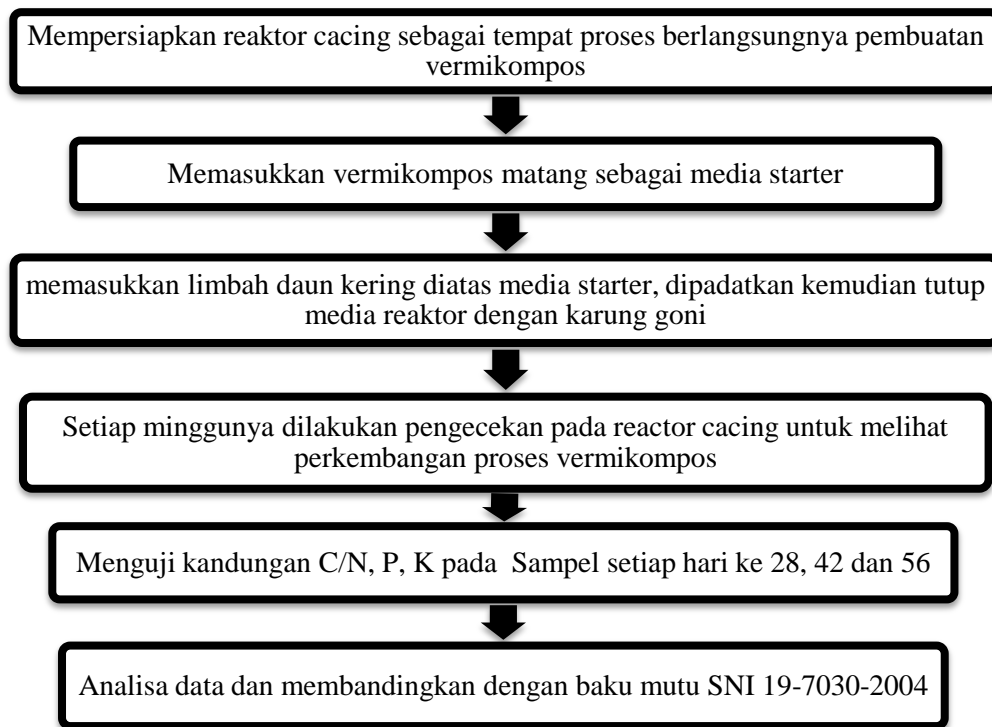 Mempersiapkan reaktor cacing sebagai tempat proses berlangsungnya pembuatan
vermikompos
Memasukkan vermikompos matang sebagai media starter
memasukkan limbah daun kering diatas media starter, dipadatkan kemudian tutup
media reaktor dengan karung goni
Setiap minggunya dilakukan pengecekan pada reactor cacing untuk melihat
perkembangan proses vermikompos
Menguji kandungan C/N, P, K pada Sampel setiap hari ke 28, 42 dan 56
Analisa data dan membandingkan dengan baku mutu SNI 19-7030-2004